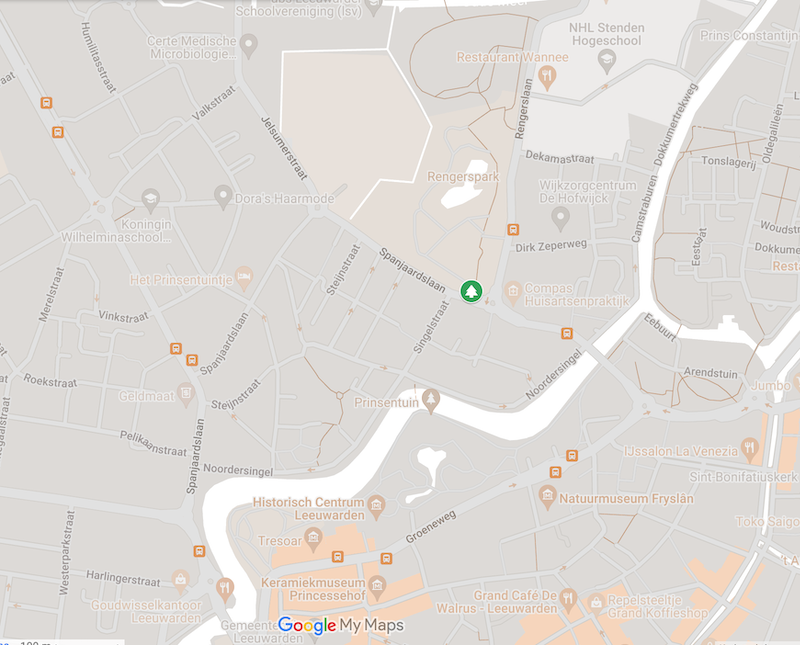 Schoolvereniging (lsv)
Certe Medische
Microbiologie...
Humilitasstraat
Valkstraat
Jelsumerstraat
NHL Stenden
Hogeschool
Restaurant Wannee
Prins Constantijn
Rengerslaan
Dokkumertrekweg
Camstraburen
Oldegalileën
Dekamastraat
Tonslagerij
Rengerspark
Wijkzorgcentrum
De Hofwijck
Dora's Haarmode
Koningin
Wilhelminaschool...
Dirk Zeperweg
Woudstr
Dokkume
Eestraat
Resta
Spanjaardslaan
Steijnstraat
Het Prinsentuintje
Merelstraat
Vinkstraat
Compas
Huisartsenpraktijk
Singelstraat
Eebuurt
Spanjaardslaan
Roekstraat
Geldmaat
Steijnstraat
Noordersingel
Arendstuin
Jumbo
Prinsentuin
Pelikaanstraat
Spanjaardslaan
Noordersingel
IJssalon La Venezia
Sint-Bonifatiuskerk
Historisch Centrum
Leeuwarden
Natuurmuseum Fryslân
Tresoar
Groeneweg
Toko Saigo
Westerparkstraat
Harlingerstraat
Goudwisselkantoor
Leeuwarden
Keramiekmuseum
Princessehof
Grand Café De
Walrus - Leeuwarden
Repelsteeltje
Grand Koffieshop
Gemeente
Leeuwarden
Google My Maps